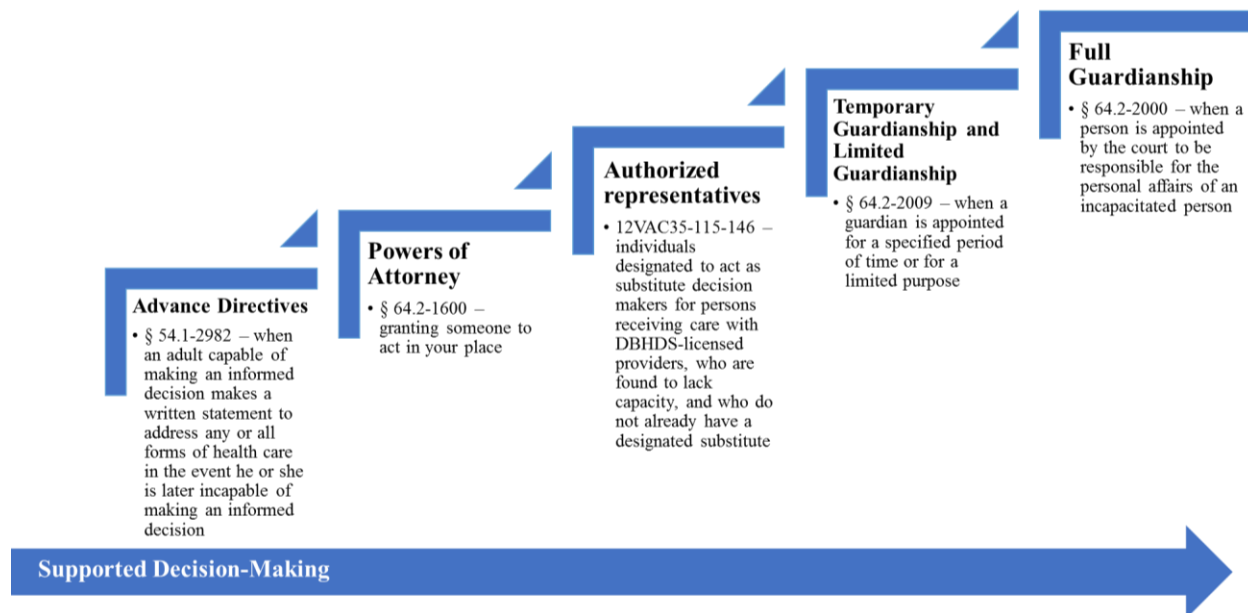 Advance Directives
• § 54.1-2982 – when
an adult capable of
making an informed
decision makes a
written statement to
address any or all
forms of health care
in the event he or she
is later incapable of
making an informed
decision
Powers of
Attorney
• § 64.2-1600 –
granting someone to
act in your place
Authorized
representatives
• 12VAC35-115-146 –
individuals
designated to act as
substitute decision
makers for persons
receiving care with
DBHDS-licensed
providers, who are
found to lack
capacity, and who do
not already have a
designated substitute
Temporary
Guardianship and
Limited
Guardianship
• § 64.2-2009 – when a
guardian is appointed
for a specified period
of time or for a
limited purpose
Full
Guardianship
• § 64.2-2000 – when a
person is appointed
by the court to be
responsible for the
personal affairs of an
incapacitated person
Supported Decision-Making